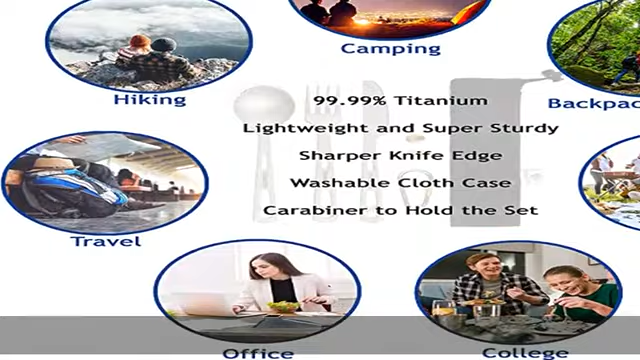 Camping
Hiking
99.99% Titanium
Lightweight and Super Sturdy
Sharper Knife Edge
Washable Cloth Case
Carabiner to Hold the Set
Travel
Office
College